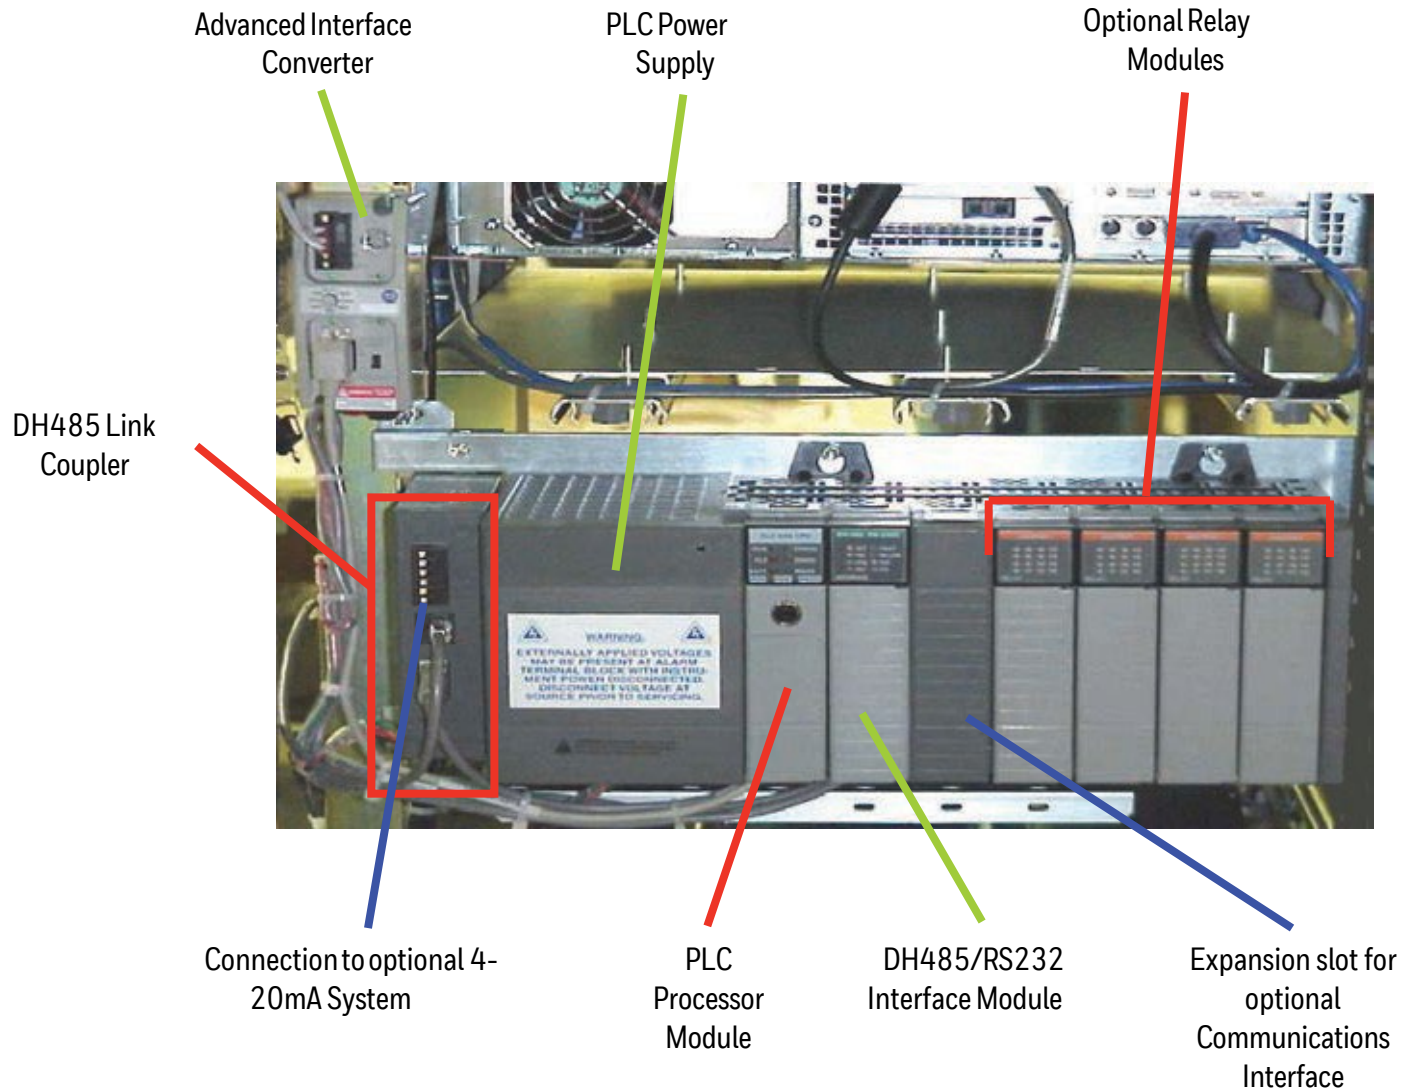 Advanced Interface
Converter
PLC Power
Supply
Optional Relay
Modules
DH485 Link
Coupler
WARNING:
EXTERNALLY APPLIED VOLTAGES
MAY BE PRESENT AT ALARM
TERMINAL BLOCK WITH INSTRU-
MENT POWER DISCONNECTED.
DISCONNECT VOLTAGE AT
SOURCE PRIOR TO SERVICING.
Connection to optional 4-
20mA System
PLC
Processor
Module
DH485/RS232
Interface Module
Expansion slot for
optional
Communications
Interface